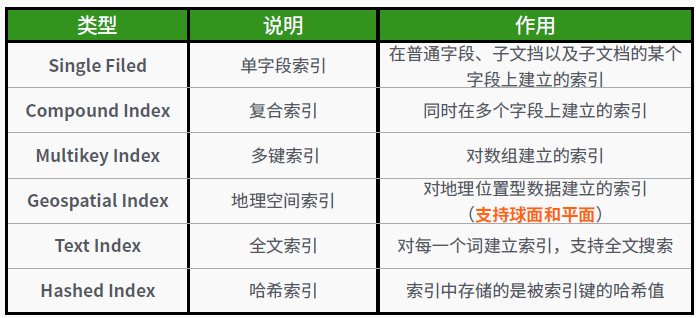 类型 说明 作用
Single Filed 单字段索引 在普通字段、子文挡以及子文档的某个
字段上建立的索引
Compound Index 复合索引 同时在多个字段上建立的索引
Multikey Index 多键索引 对数组建立的索引
Geospatial Index 地理空间索引 对地理位置型数据建立的索引
（支持球面和平面）
Text Index 全文索引 对每一个词建立索引，支持全文搜索
Hashed Index 哈希索引 索引中存储的是被索引键的哈希值